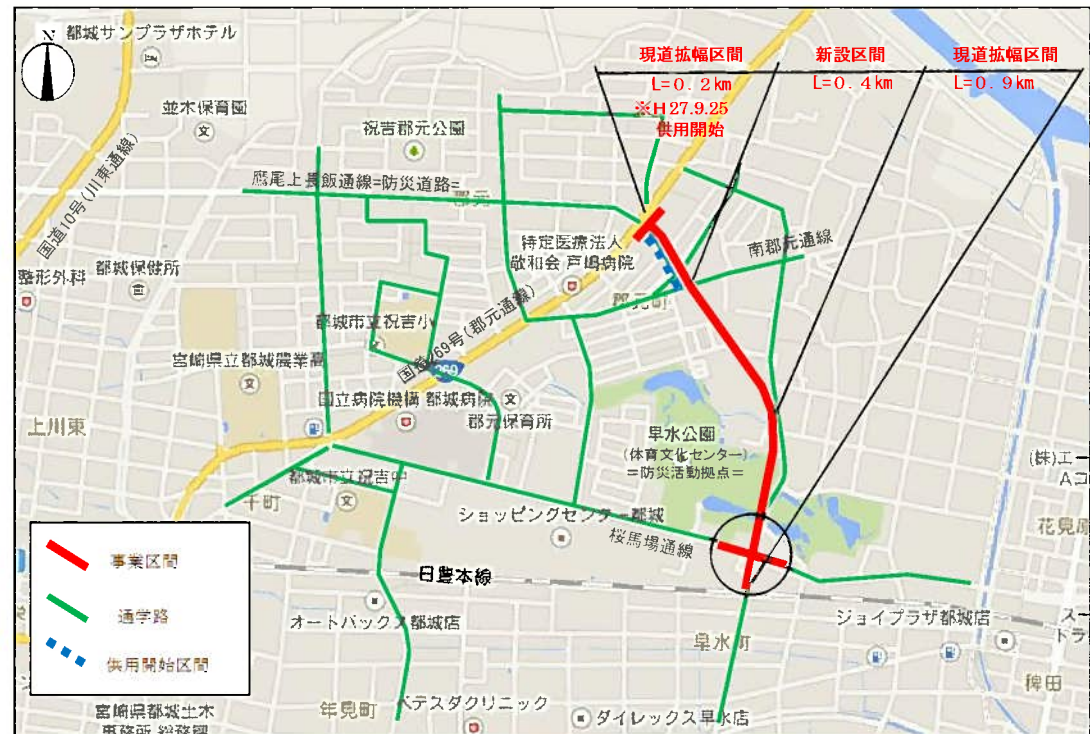 N
都城サンプラザホテル
並木保育園
国道10号(川東通線)
祝吉郡元公園
鷹尾上長飯通線=防災道路=
郡元
現道拡幅区間
L=0.2km
※H27.9.25
供用開始
新設区間
L=0.4km
現道拡幅区間
L=0.9km
整形外科
都城保健所
特定医療法人
敬和会 戸嶋病院
南郡元通線
郡元町
都城市立祝吉小
国道269号(郡元通線)
269
宮崎県立都城農業高
国立病院機構 都城病院
郡元保育所
上川東
早水公園
(体育文化センター)
=防災活動拠点=
(株)エー
Aコ
都城市立祝吉中
千町
ショッピングセンター都城
桜馬場通線
花見原
日豊本線
事業区間
通学路
供用開始区間
オートバックス都城店
早水町
ジョイプラザ都城店
スー
トラ
稗田
年見町
ベテスダクリニック
ダイレックス早水店
宮崎県都城土木
事務所 総務課